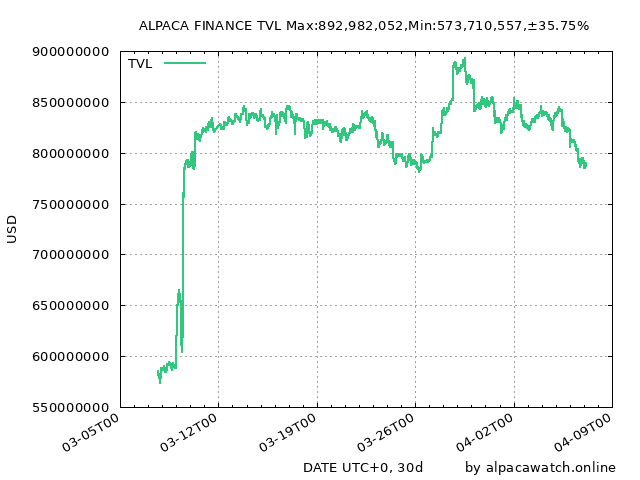 ALPACA FINANCE TVL Max:892,982,052,Min:573,710,557,±35.75%
900000000
TVL
850000000
800000000
750000000
USD
700000000
650000000
600000000
550000000
03-05T00
03-12T00
03-19T00
03-26T00
04-02T00
04-09T00
DATE UTC+0, 30d
by alpacawatch.online